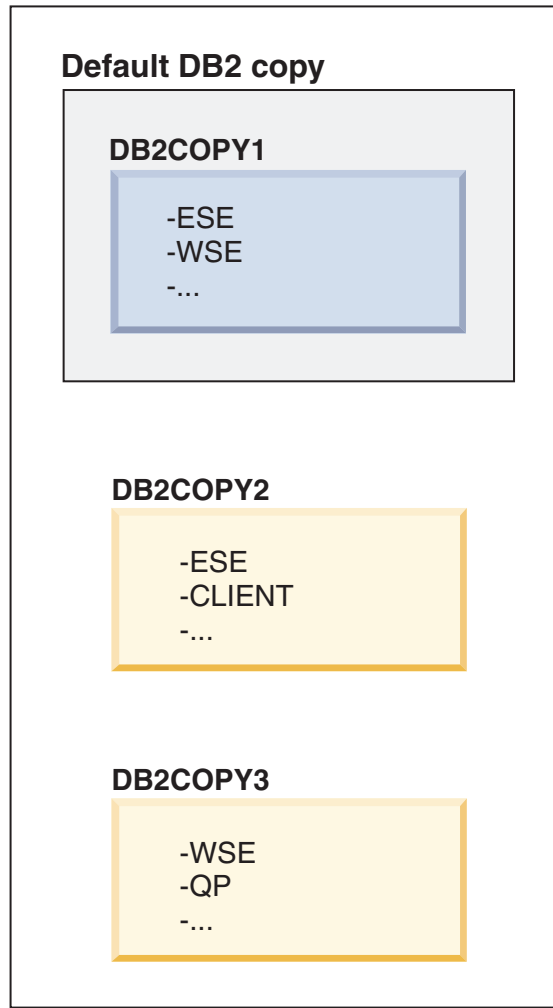 Default DB2 copy
DB2COPY1
-ESE
-WSE
-...
DB2COPY2
-ESE
-CLIENT
-...
DB2COPY3
-WSE
-QP
-...